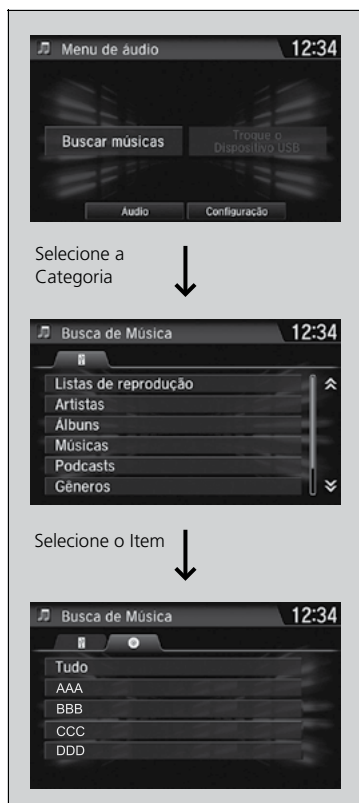 Menu de áudio 12:34
Buscar músicas
Troque o
Dispositivo USB
Áudio Configuração
Selecione a
Categoria
Busca de Música 12:34
Listas de reprodução
Artistas
Álbuns
Músicas
Podcasts
Gêneros
Selecione o Item
Busca de Música 12:34
Tudo
AAA
BBB
CCC
DDD